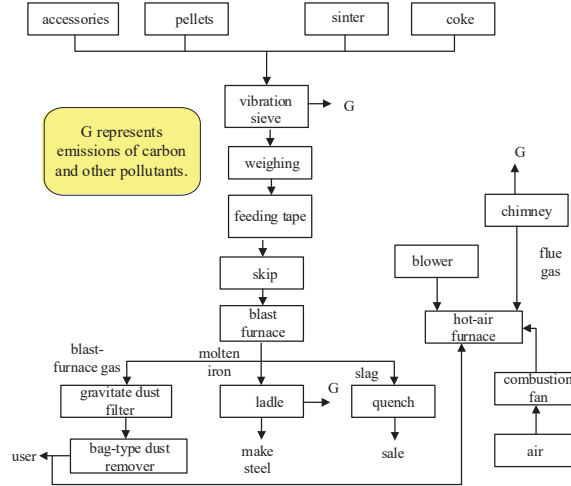 accessories
pellets
sinter
coke
vibration
sieve
G
G represents
emissions of carbon
and other pollutants.
weighing
feeding tape
skip
blast
furnace
G
chimney
flue
gas
blower
hot-air
furnace
blast-
furnace gas
molten
iron
slag
gravitate dust
filter
ladle
G
quench
combustion
fan
user
bag-type dust
remover
make
steel
sale
air